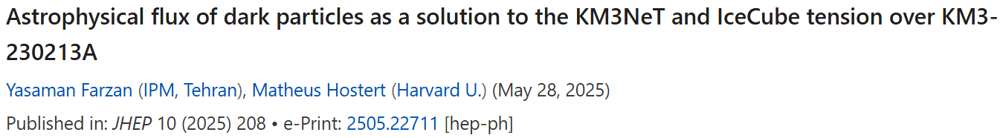 Astrophysical flux of dark particles as a solution to the KM3NeT and IceCube tension over KM3-
230213A
Yasaman Farzan (IPM, Tehran), Matheus Hostert (Harvard U.) (May 28, 2025)
Published in: JHEP 10 (2025) 208 • e-Print: 2505.22711 [hep-ph]